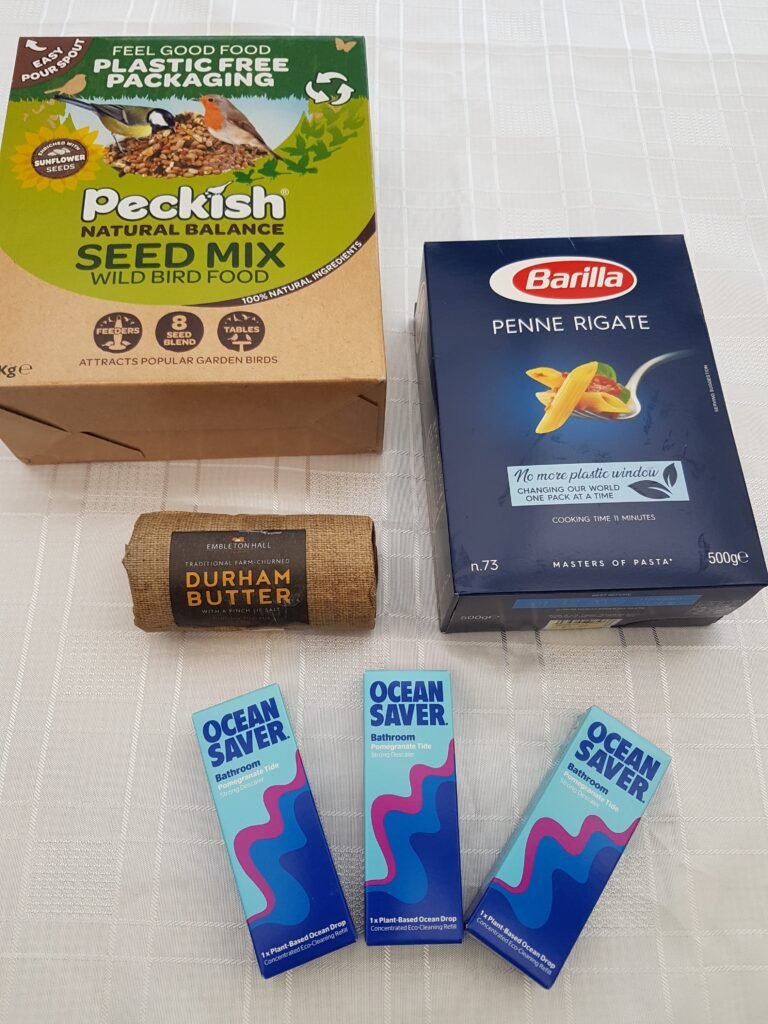 EASY
POUR SPOUT
FEEL GOOD FOOD
PLASTIC FREE
PACKAGING
ENRICHED WITH
SUNFLOWER
SEEDS
Peckish®
NATURAL BALANCE
SEED MIX
WILD BIRD FOOD
100% NATURAL INGREDIENTS
FEEDERS
8
SEED
BLEND
TABLES
ATTRACTS POPULAR GARDEN BIRDS
Kg℮
Barilla
PENNE RIGATE
SERVING SUGGESTION
No more plastic window
CHANGING OUR WORLD
ONE PACK AT A TIME
COOKING TIME 11 MINUTES
n.73
MASTERS OF PASTA*
500g℮
500g℮
EMBLETON HALL
TRADITIONAL FARM-CHURNED
DURHAM
BUTTER
WITH A PINCH OF SALT
OCEAN
SAVER
Bathroom
Pomegranate Tide
Strong Descaler
1 x Plant-Based Ocean Drop
Concentrated Eco-Cleaning Refill
OCEAN
SAVER
Bathroom
Pomegranate Tide
Strong Descaler
1 x Plant-Based Ocean Drop
Concentrated Eco-Cleaning Refill
OCEAN
SAVER
Bathroom
Pomegranate Tide
Strong Descaler
1 x Plant-Based Ocean Drop
Concentrated Eco-Cleaning Refill